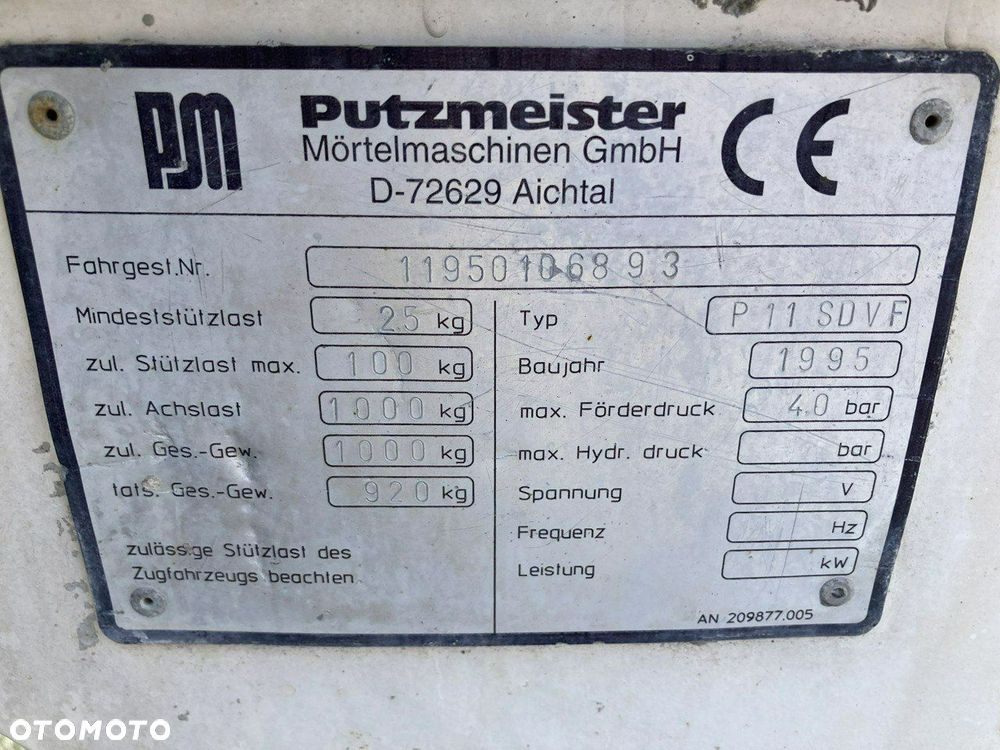 PM
Putzmeister
CE
Mörtelmaschinen GmbH
D-72629 Aichtal
Fahrgest.Nr. 11950106893
Mindeststützlast 25 kg
zul. Stützlast max. 100 kg
zul. Achslast 1000 kg
zul. Ges.-Gew. 1000 kg
tats. Ges.-Gew. 920 kg
zulässige Stützlast des
Zugfahrzeugs beachten
Typ P 11 SDVF
Baujahr 1995
max. Förderdruck 40 bar
max. Hydr. druck bar
Spannung V
Frequenz Hz
Leistung kW
AN 209877.005
OTOMOTO